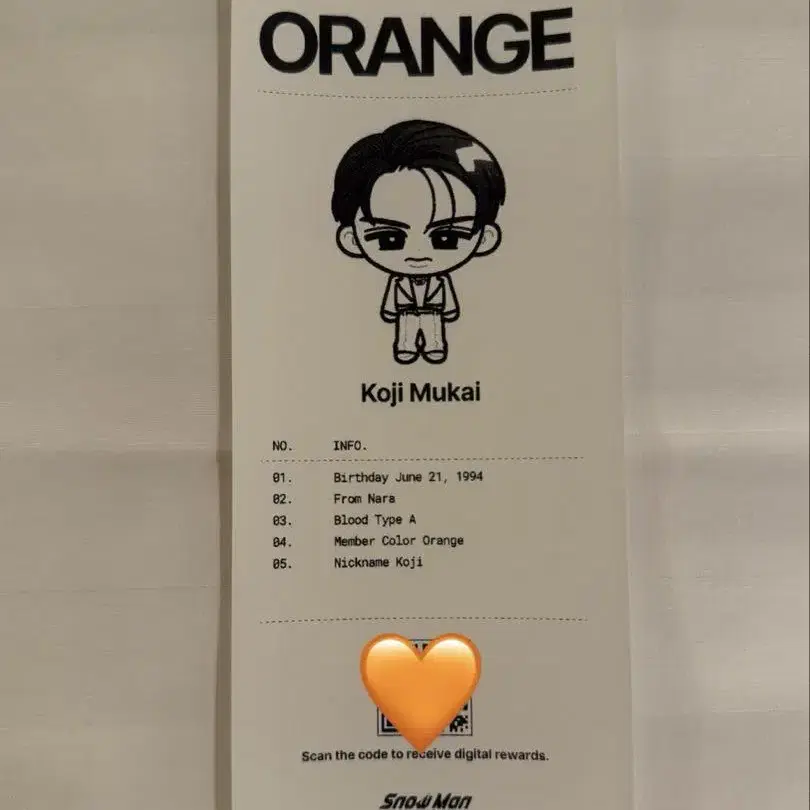 ORANGE
Koji Mukai
NO. INFO.
01. Birthday June 21, 1994
02. From Nara
03. Blood Type A
04. Member Color Orange
05. Nickname Koji
Scan the code to receive digital rewards.
Snow Man